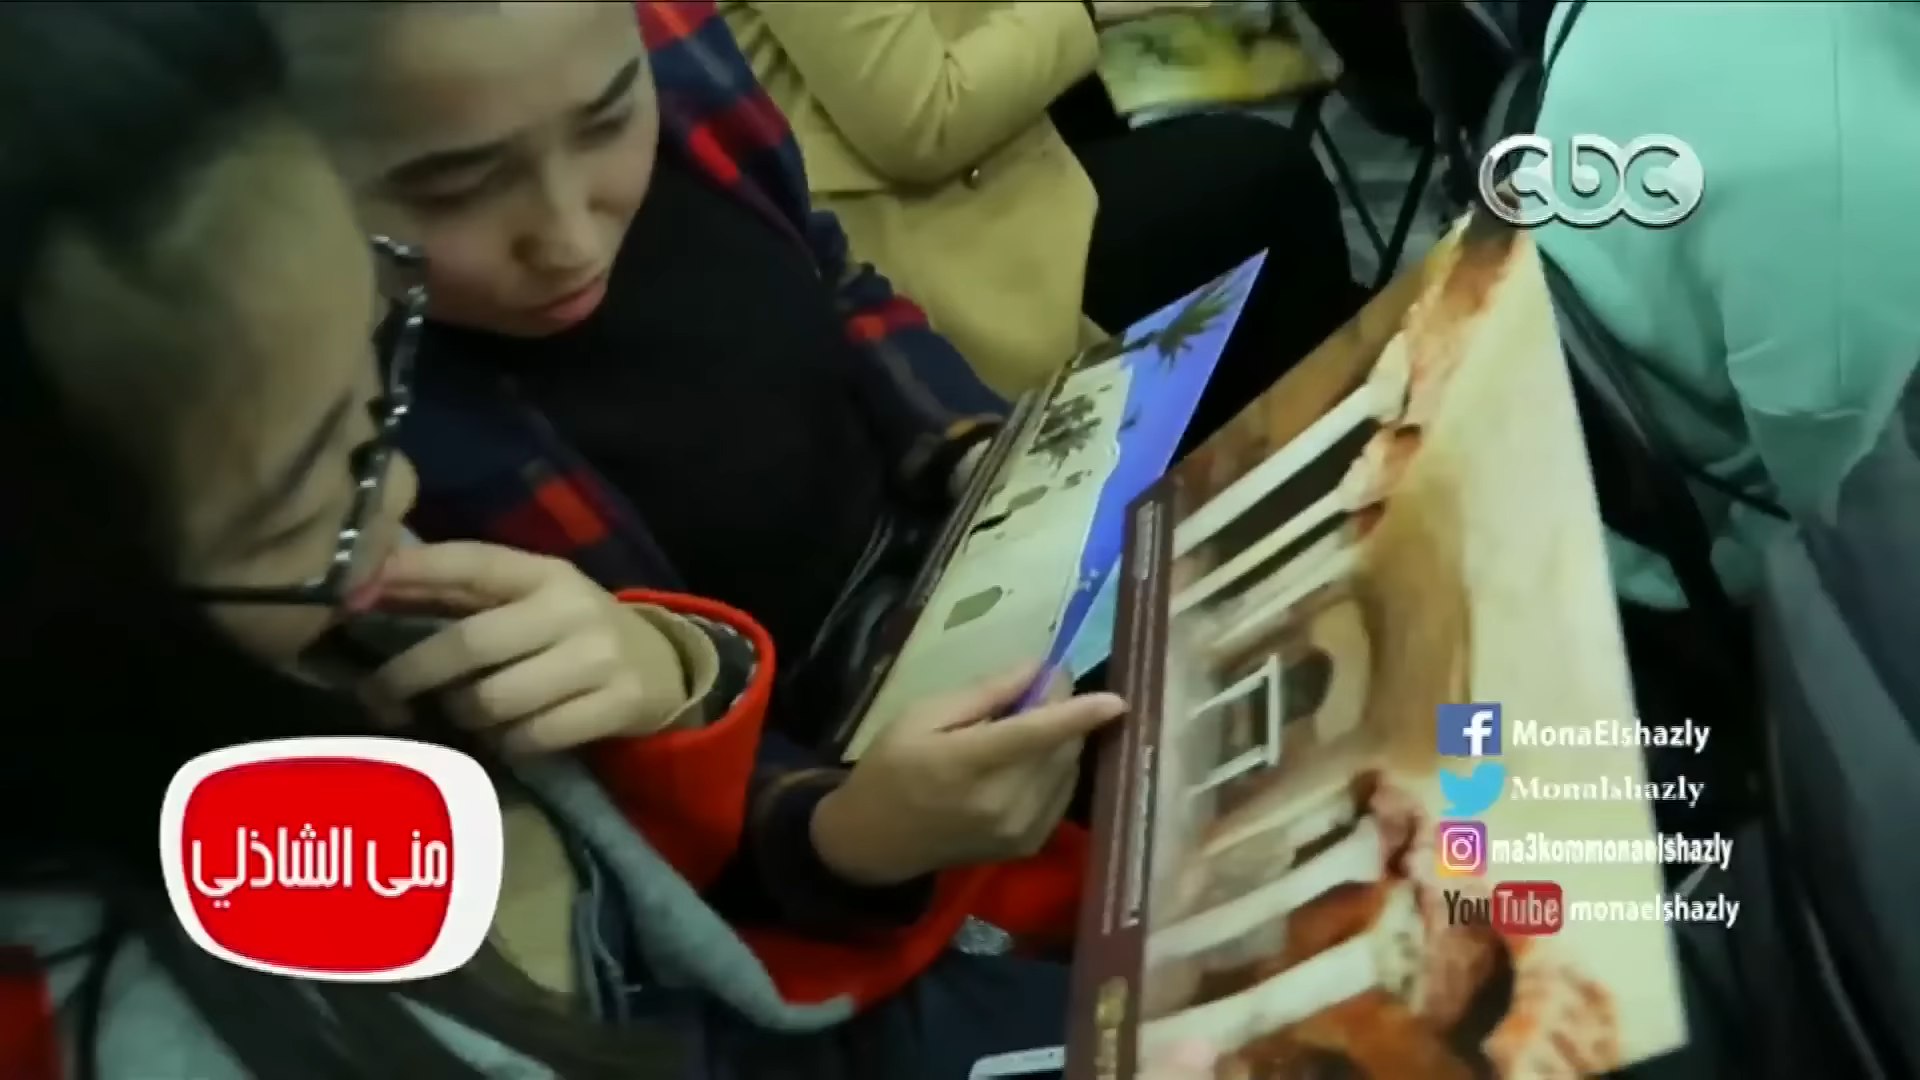 cbc
MonaElshazly
Monalshazly
ma3kommonaelshazly
YouTube monaelshazly
منى الشاذلي